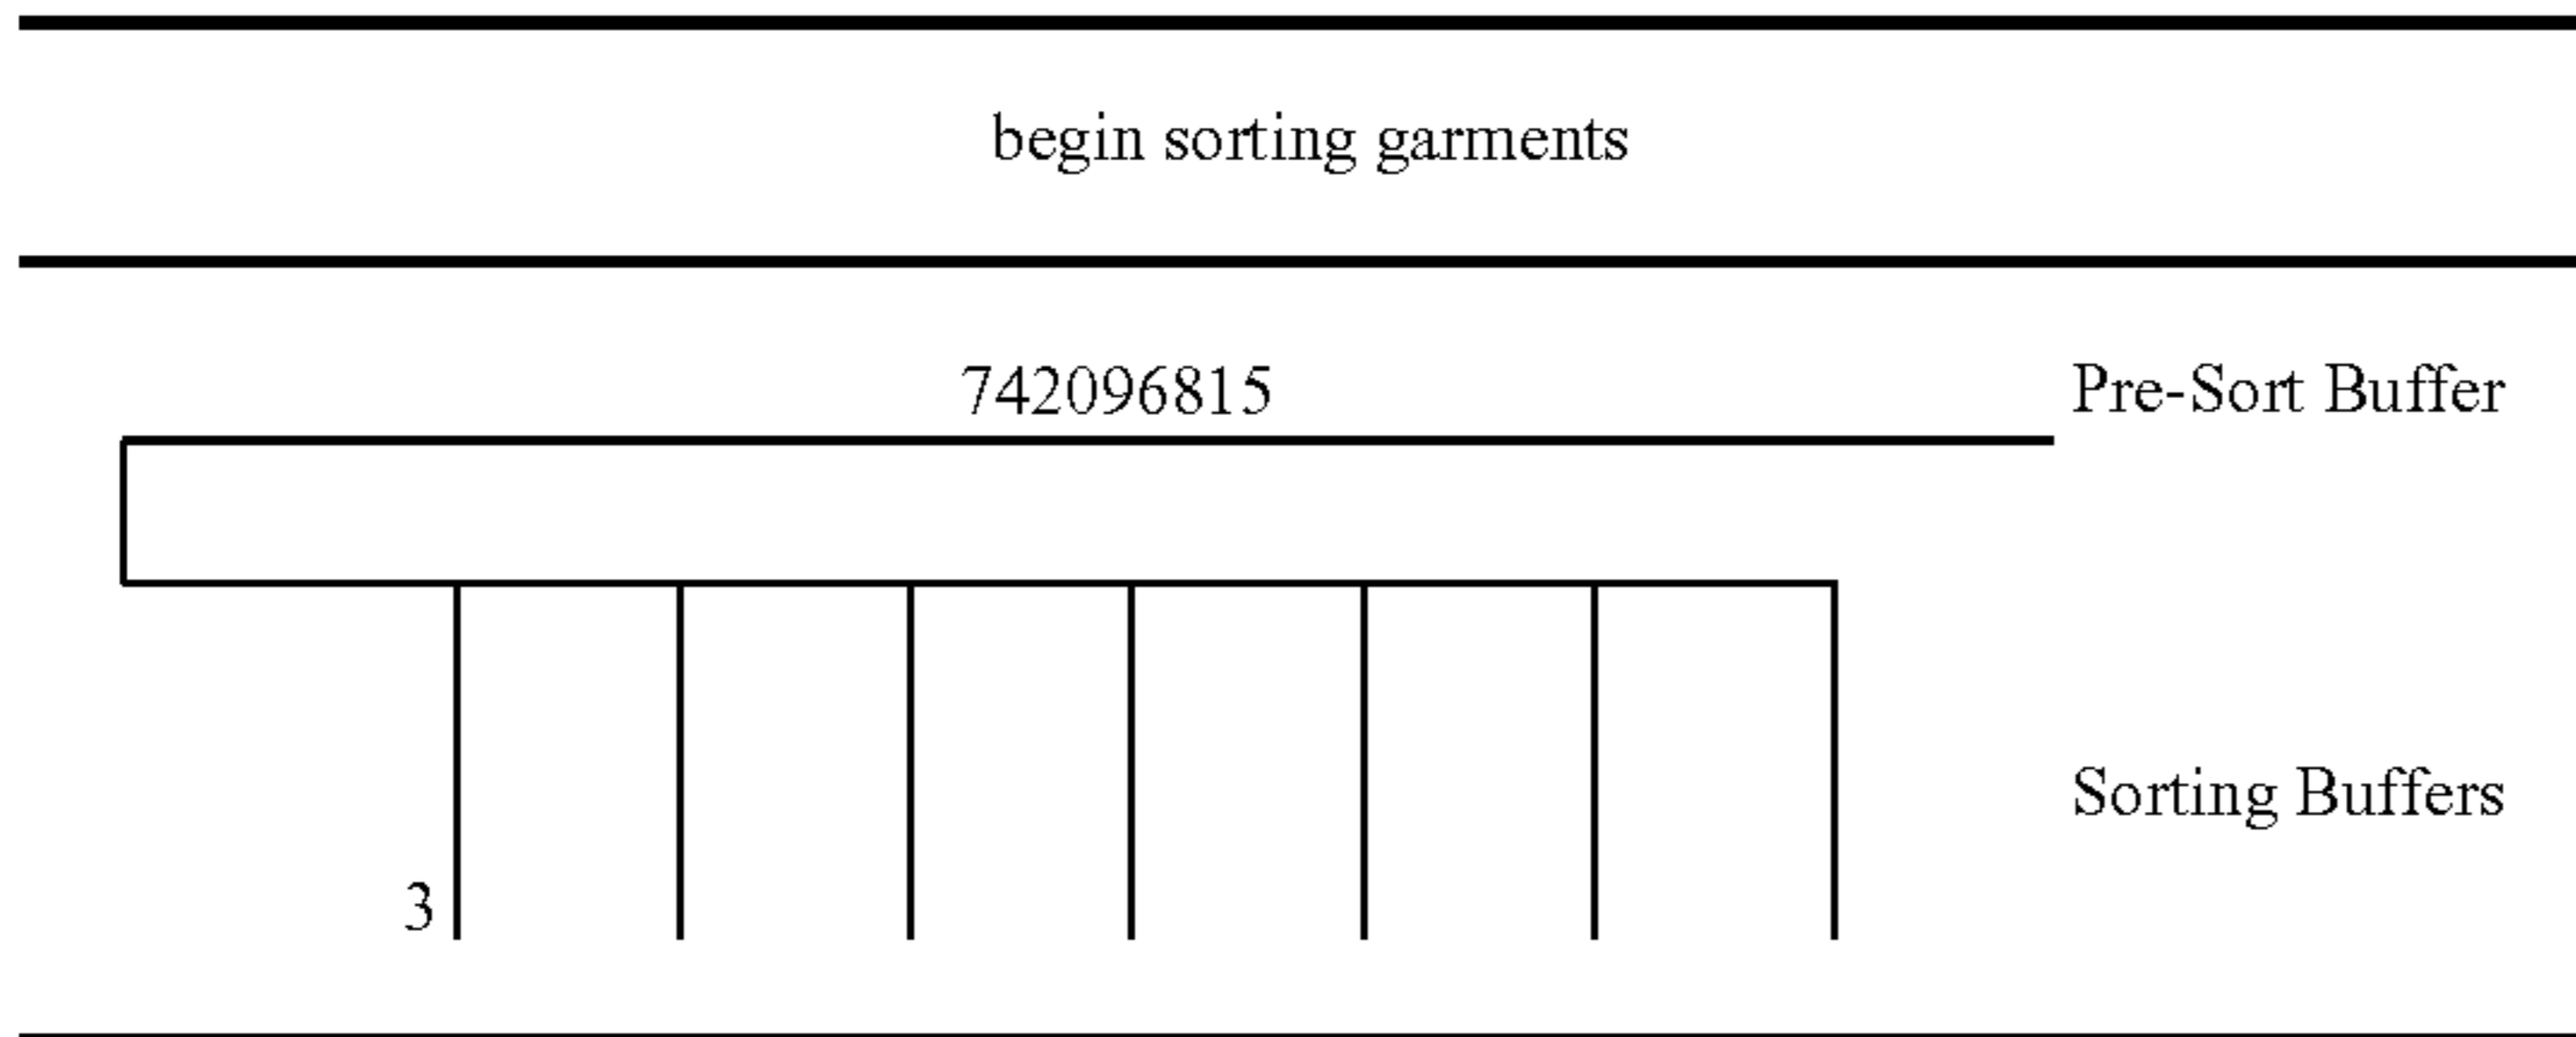 begin sorting garments
742096815
Pre-Sort Buffer
Sorting Buffers
3